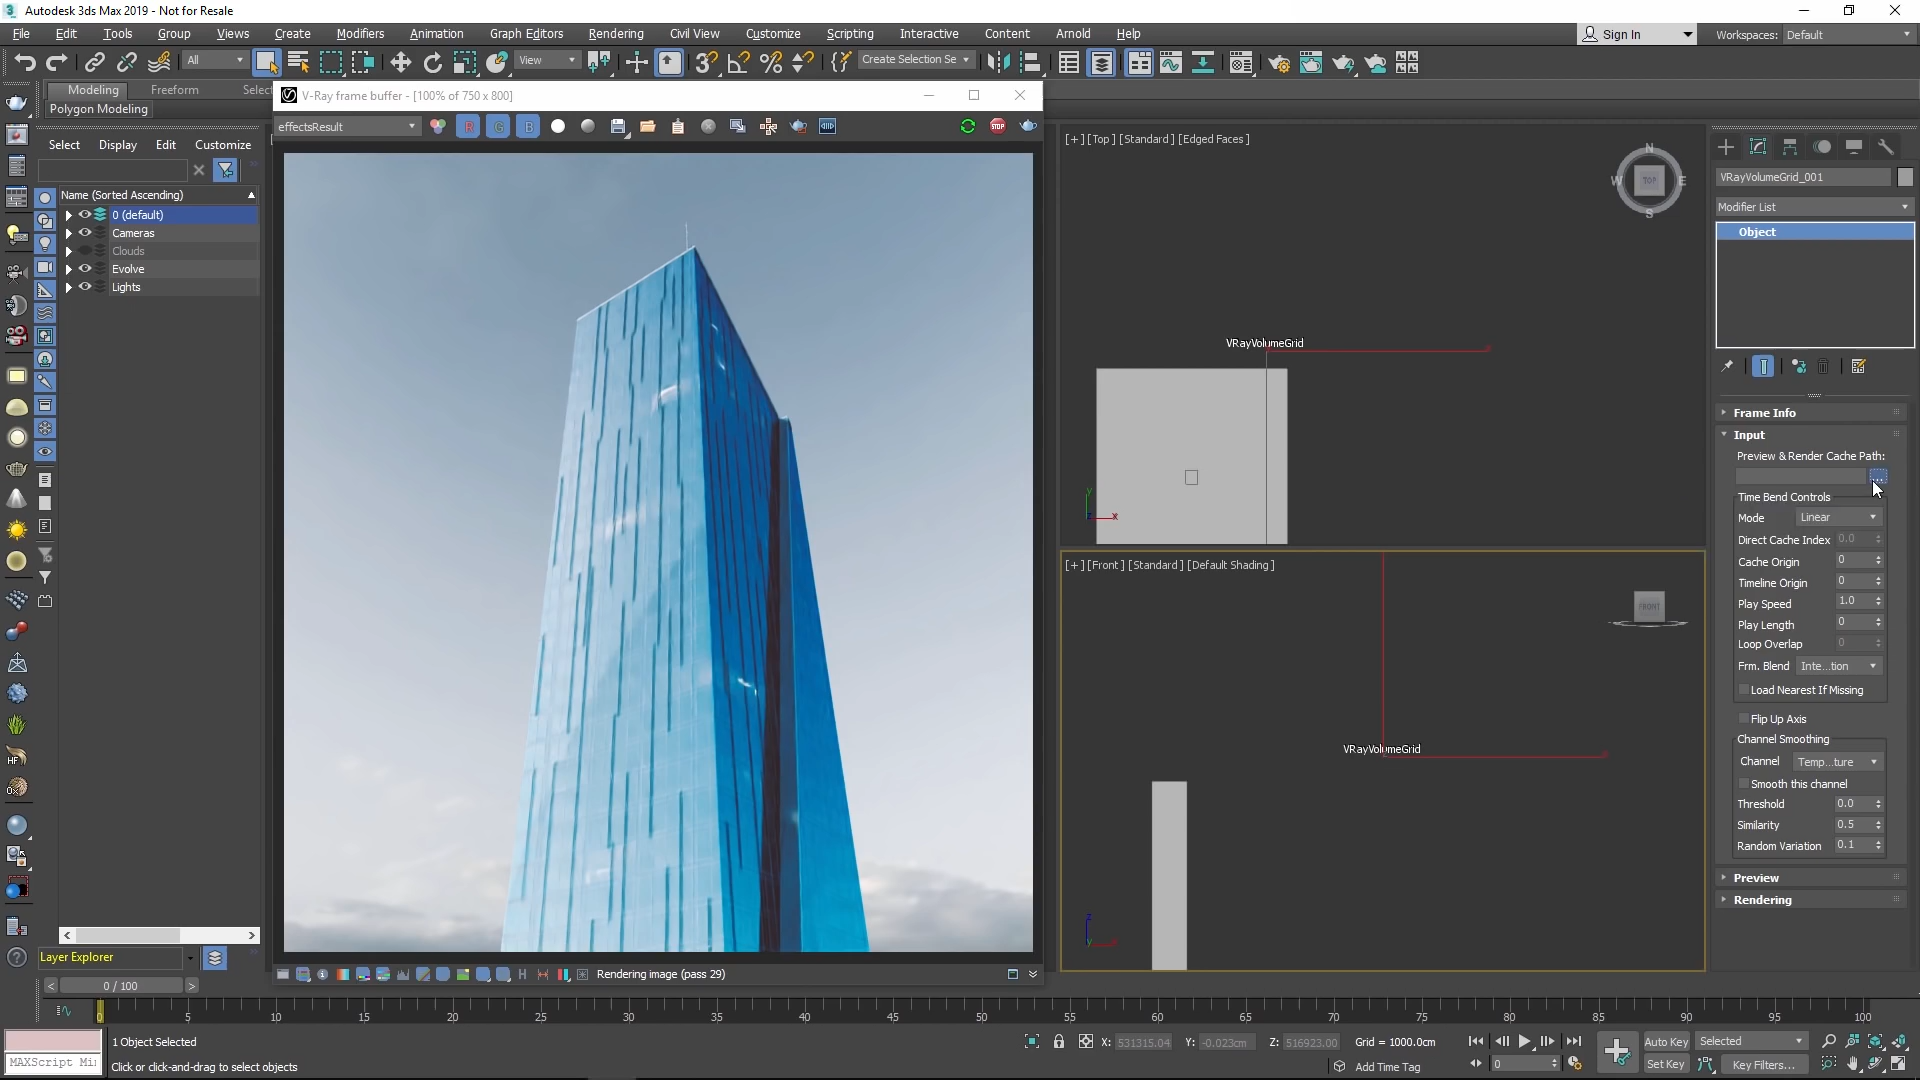 Autodesk 3ds Max 2019 - Not for Resale
File Edit Tools Group Views Create Modifiers Animation Graph Editors Rendering Civil View Customize Scripting Interactive Content Arnold Help
Sign In Workspaces: Default
All View Create Selection Se
Modeling Freeform Selec
Polygon Modeling
V-Ray frame buffer - [100% of 750 x 800]
effectsResult R G B STOP
Select Display Edit Customize
Name (Sorted Ascending)
0 (default)
Cameras
Clouds
Evolve
Lights
Layer Explorer
Rendering image (pass 29)
[+] [Top ] [Standard ] [Edged Faces ]
N
W TOP E
S
VRayVolumeGrid
y
x
[+] [Front ] [Standard ] [Default Shading ]
FRONT
VRayVolumeGrid
z
VRayVolumeGrid_001
Modifier List
Object
Frame Info
Input
Preview & Render Cache Path:
...
Time Bend Controls
Mode Linear
Direct Cache Index 0.0
Cache Origin 0
Timeline Origin 0
Play Speed 1.0
Play Length 0
Loop Overlap 0
Frm. Blend Inte...tion
Load Nearest If Missing
Flip Up Axis
Channel Smoothing
Channel Temp...ture
Smooth this channel
Threshold 0.0
Similarity 0.5
Random Variation 0.1
Preview
Rendering
< 0 / 100 >
0 5 10 15 20 25 30 35 40 45 50 55 60 65 70 75 80 85 90 95 100
1 Object Selected
X: 531315.04 Y: -0.023cm Z: 516923.00 Grid = 1000.0cm
Auto Key Selected
MAXScript Mi
Click or click-and-drag to select objects
Add Time Tag
0
Set Key Key Filters...